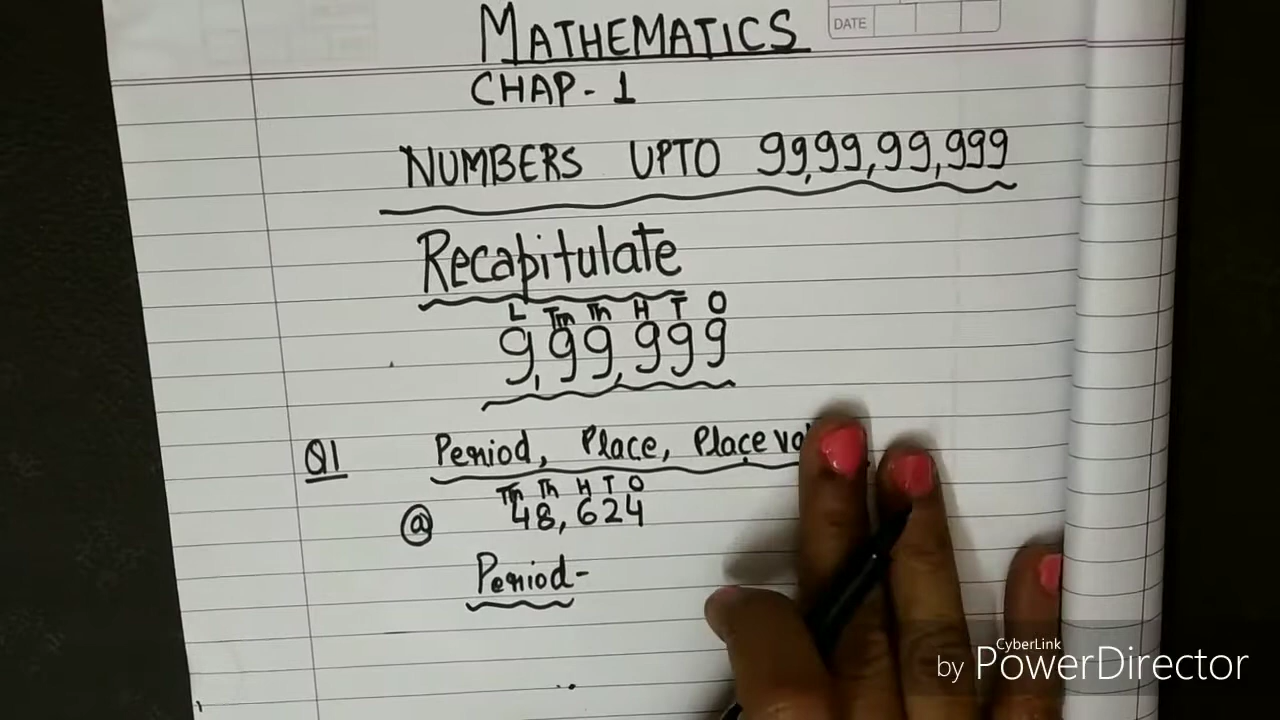 MATHEMATICS
DATE
CHAP-1
NUMBERS UPTO 99,99,99,999
Recapitulate
L Tth Th H T O
9,99,999
Q1 Period, Place, Place
Tth Th H T O
a 48,624
Period-
CyberLink
by PowerDirector